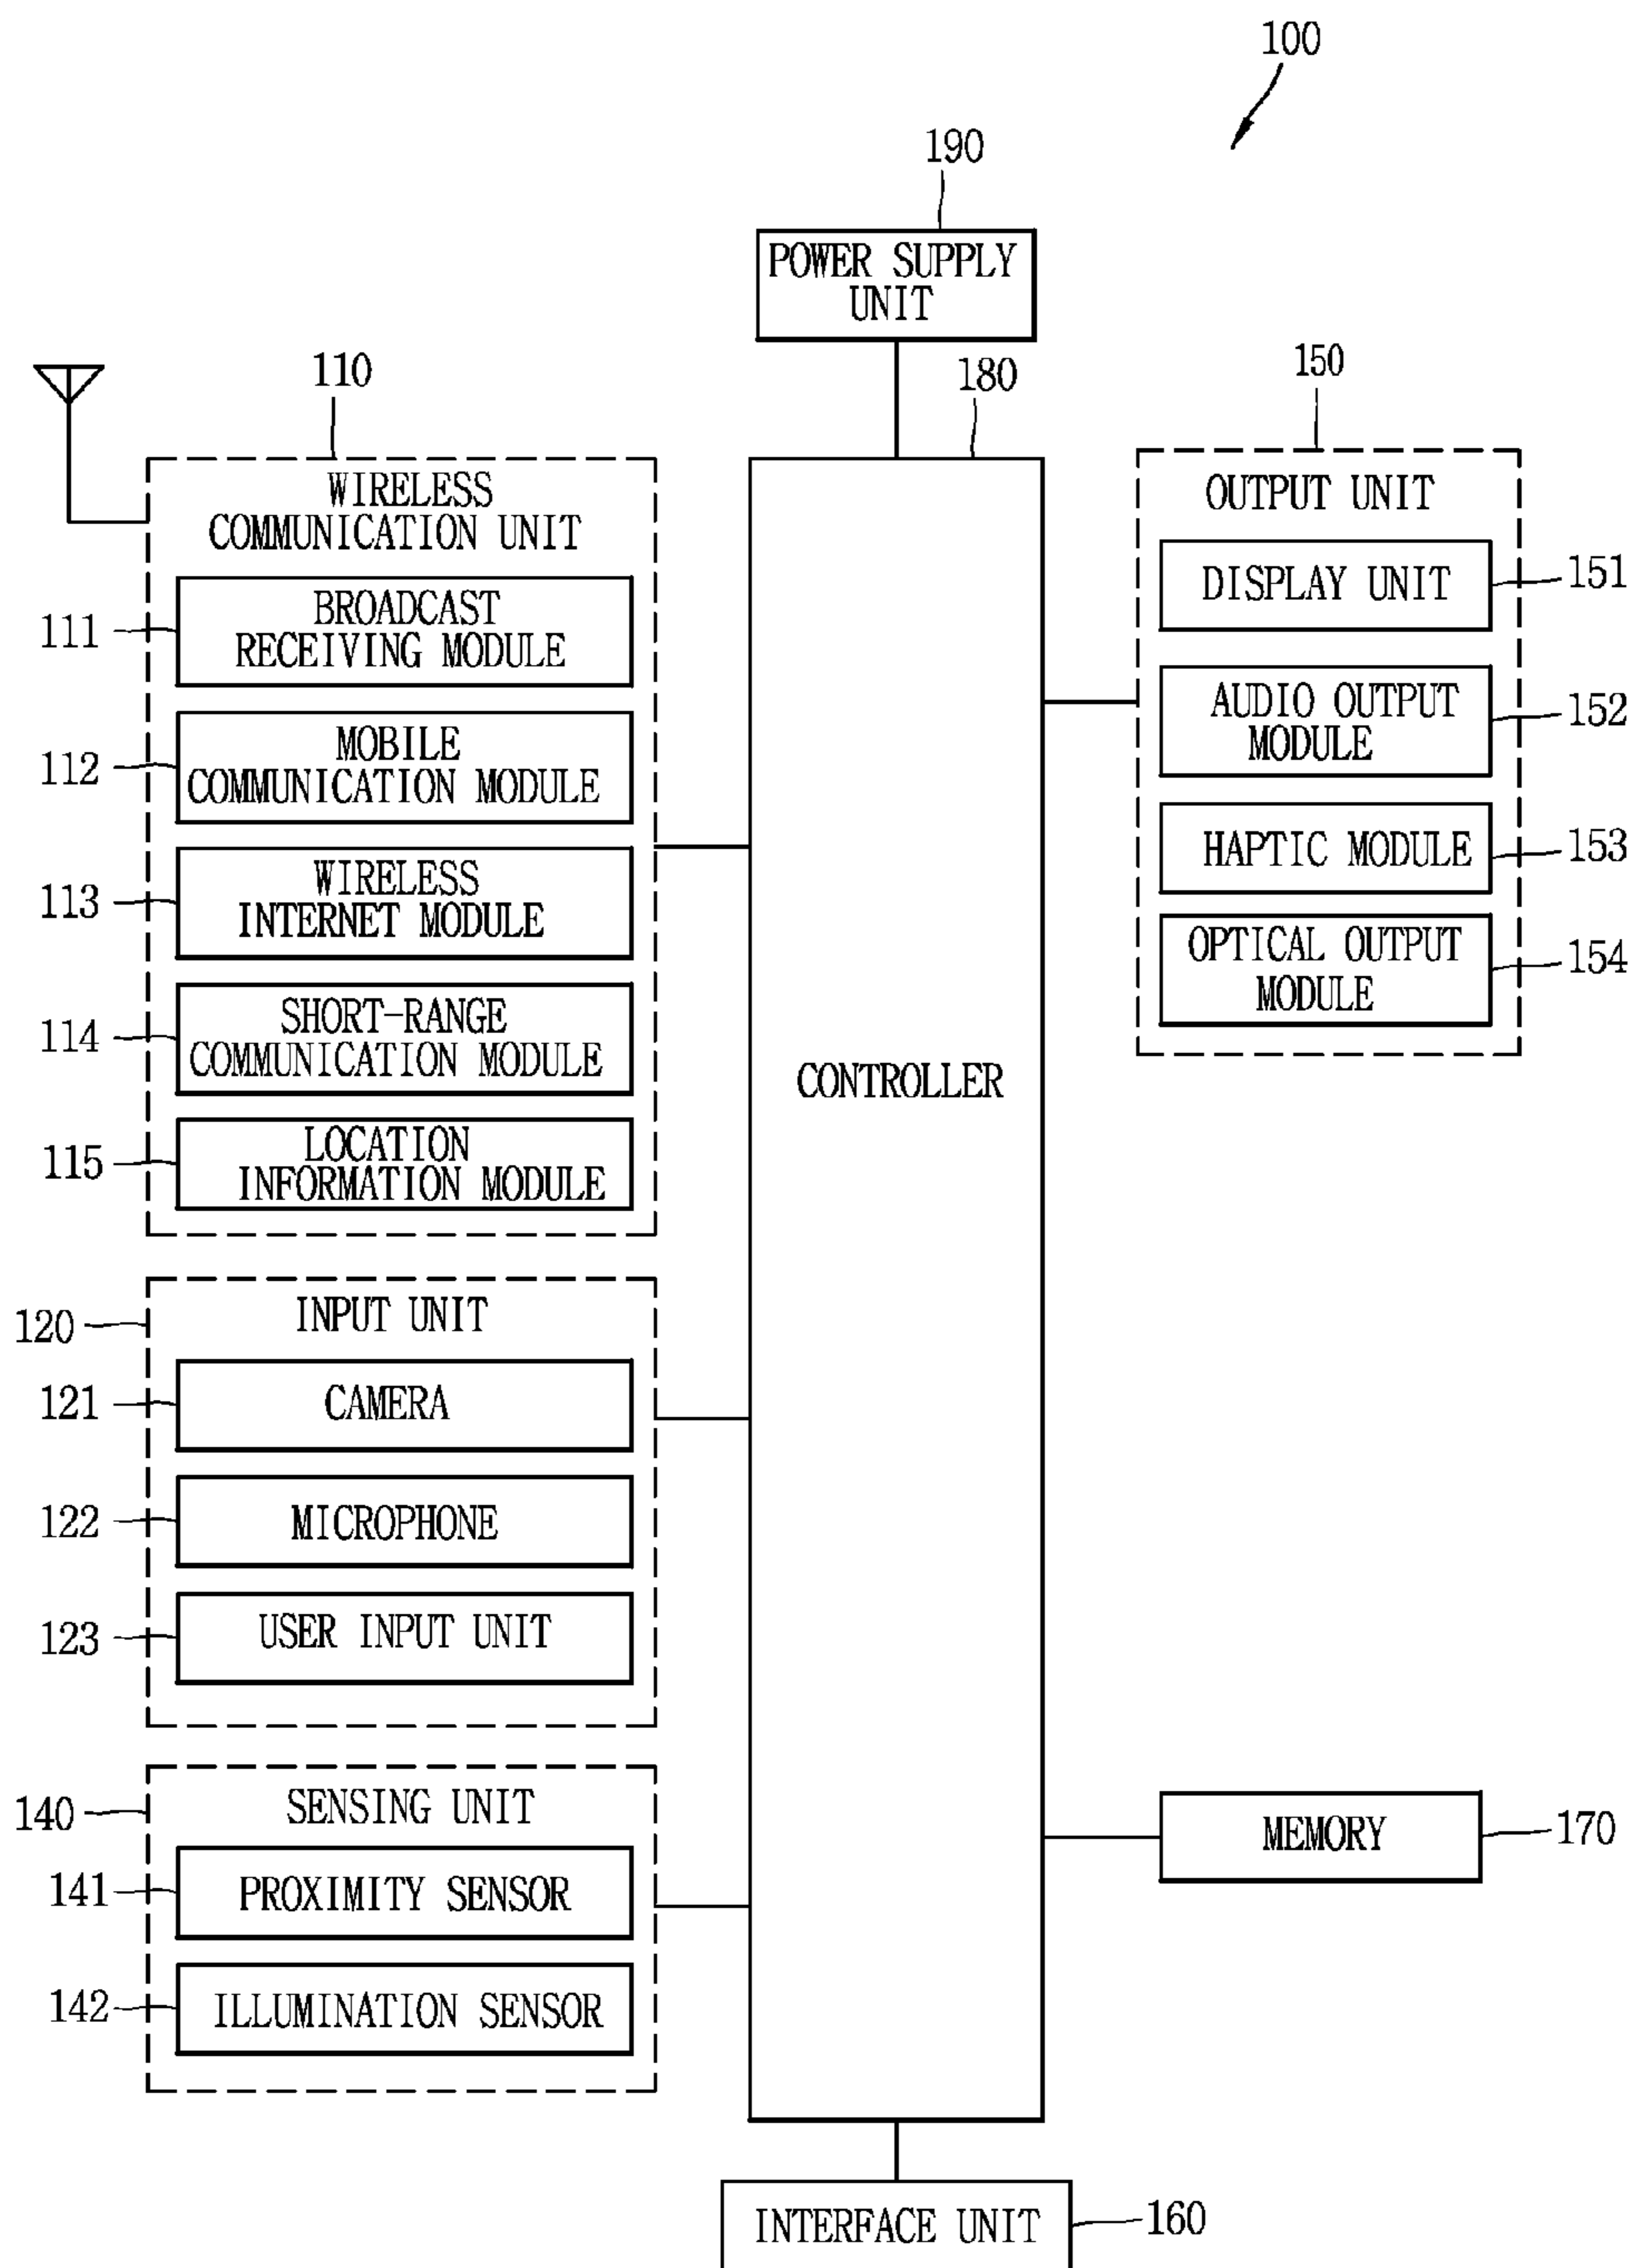 100
190
POWER SUPPLY
UNIT
110
180
150
WIRELESS
COMMUNICATION UNIT
111
BROADCAST
RECEIVING MODULE
112
MOBILE
COMMUNICATION MODULE
113
WIRELESS
INTERNET MODULE
114
SHORT-RANGE
COMMUNICATION MODULE
115
LOCATION
INFORMATION MODULE
120
INPUT UNIT
121
CAMERA
122
MICROPHONE
123
USER INPUT UNIT
140
SENSING UNIT
141
PROXIMITY SENSOR
142
ILLUMINATION SENSOR
CONTROLLER
OUTPUT UNIT
DISPLAY UNIT
151
AUDIO OUTPUT
MODULE
152
HAPTIC MODULE
153
OPTICAL OUTPUT
MODULE
154
MEMORY
170
INTERFACE UNIT
160